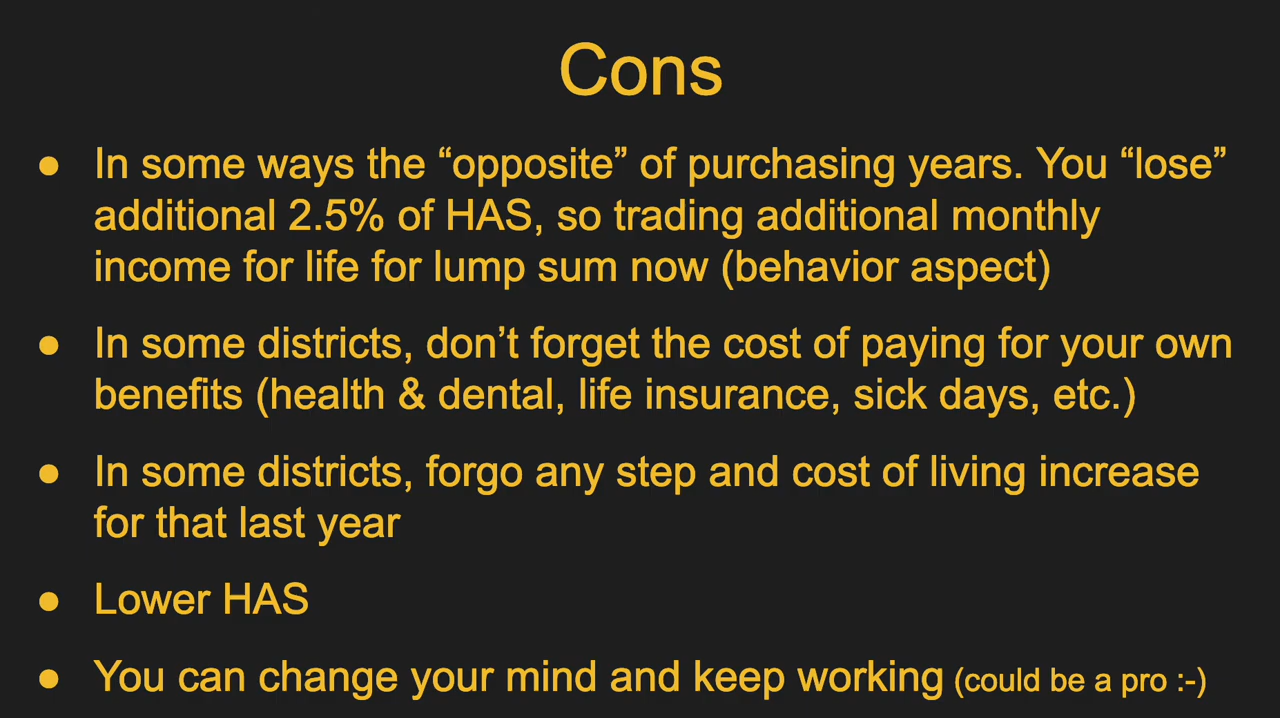 Cons
● In some ways the “opposite” of purchasing years. You “lose”
additional 2.5% of HAS, so trading additional monthly
income for life for lump sum now (behavior aspect)
● In some districts, don’t forget the cost of paying for your own
benefits (health & dental, life insurance, sick days, etc.)
● In some districts, forgo any step and cost of living increase
for that last year
● Lower HAS
● You can change your mind and keep working (could be a pro :-)